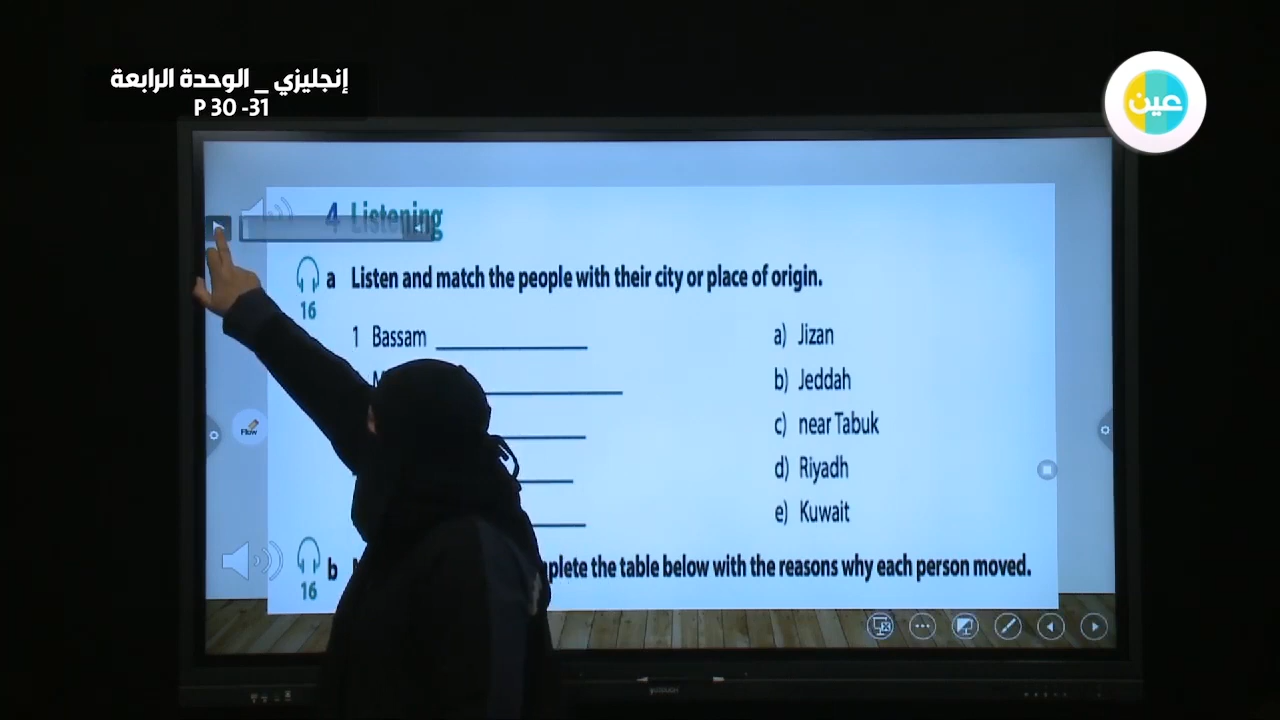 إنجليزي _ الوحدة الرابعة
P 30 -31
عين
4 Listening
16
a Listen and match the people with their city or place of origin.
1 Bassam ____________
a) Jizan
b) Jeddah
c) near Tabuk
d) Riyadh
e) Kuwait
Flow
16
b the table below with the reasons why each person moved.